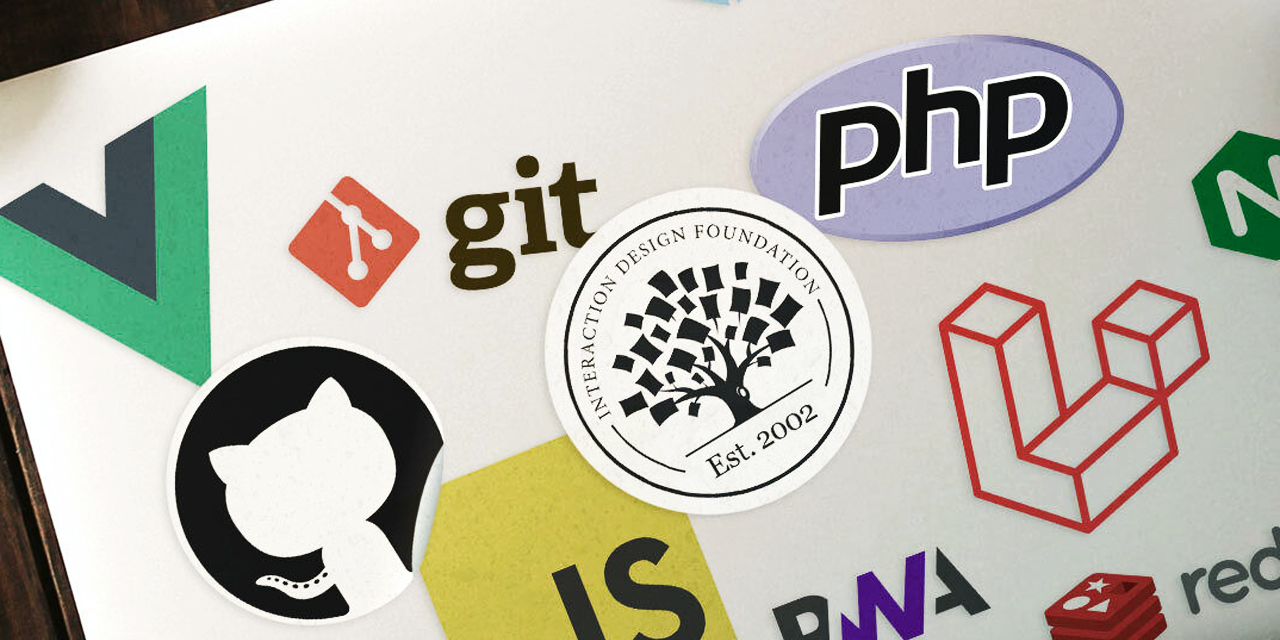 php
git
N
INTERACTION DESIGN FOUNDATION
Est. 2002
JS
PWA
red